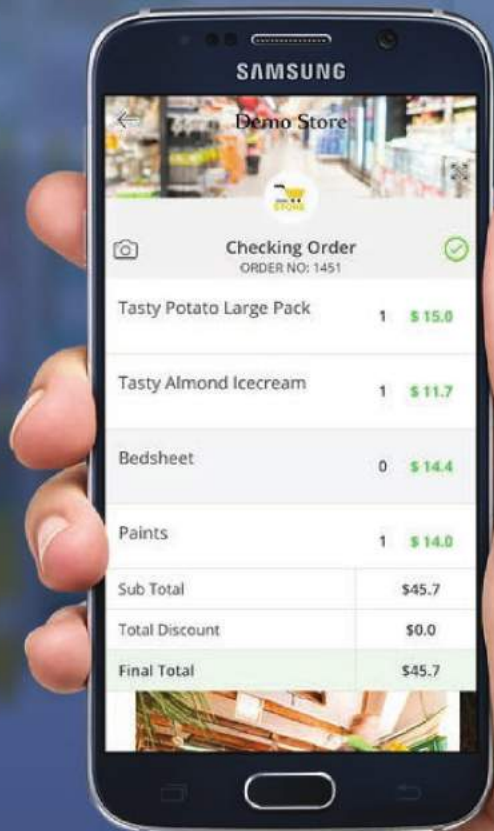 SAMSUNG
Demo Store
STORE
Checking Order
ORDER NO: 1451
Tasty Potato Large Pack 1 $ 15.0
Tasty Almond Icecream 1 $ 11.7
Bedsheet 0 $ 14.4
Paints 1 $ 14.0
Sub Total $45.7
Total Discount $0.0
Final Total $45.7